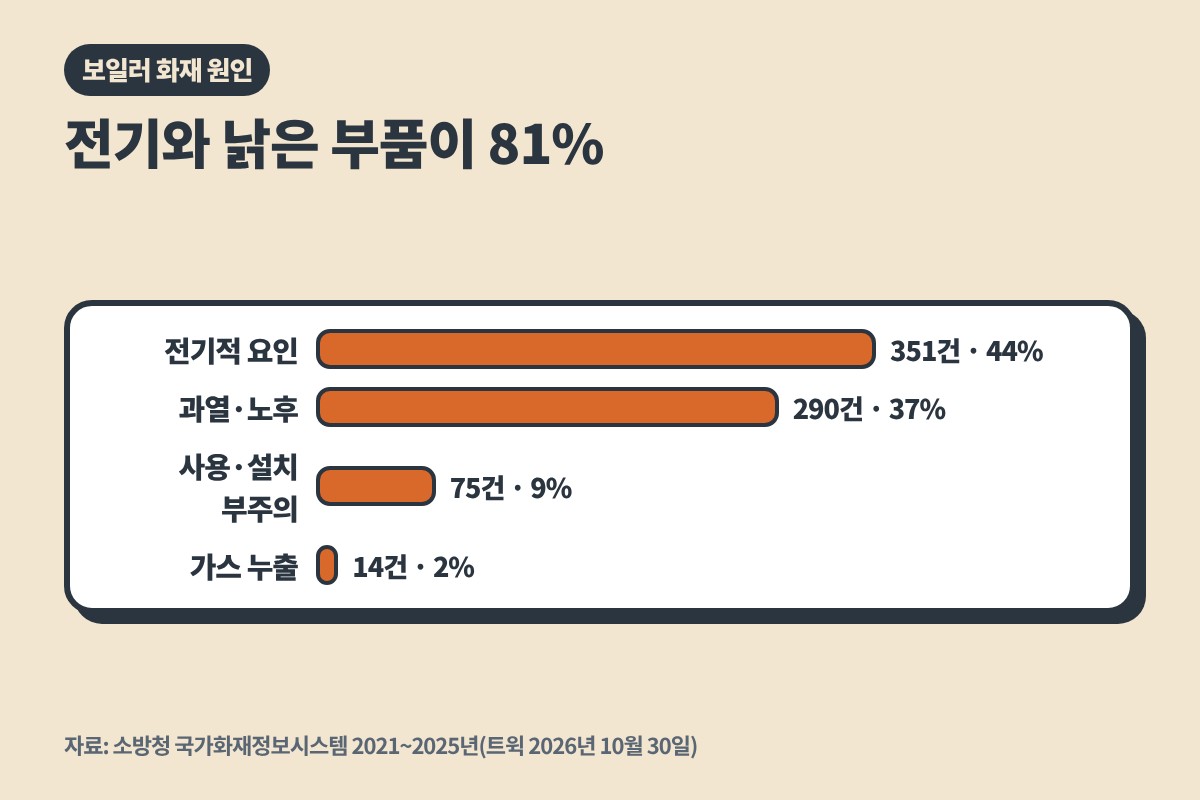 보일러 화재 원인
전기와 낡은 부품이 81%
전기적 요인
351건 · 44%
과열·노후
290건 · 37%
사용·설치
부주의
75건 · 9%
가스 누출
14건 · 2%
자료: 소방청 국가화재정보시스템 2021~2025년(트윅 2026년 10월 30일)